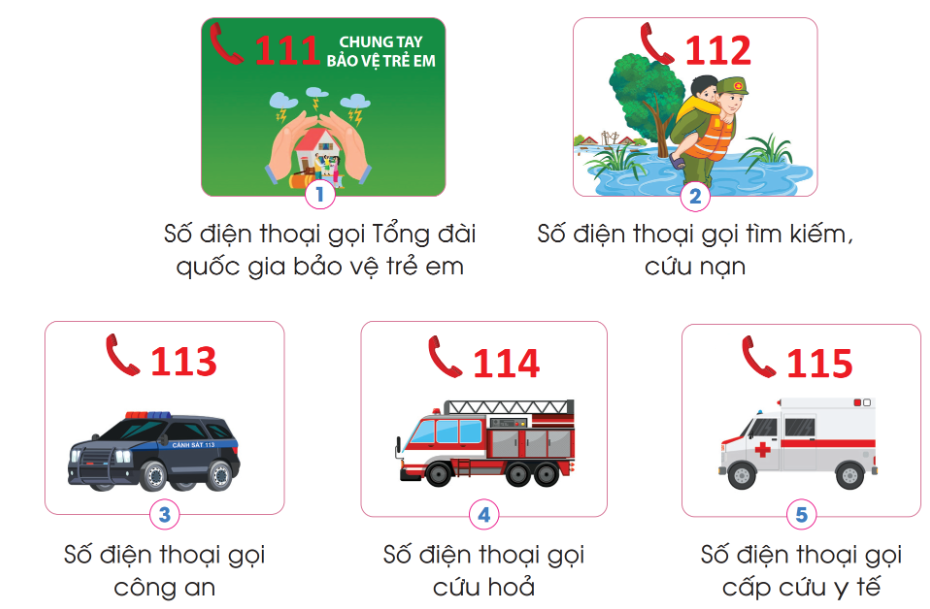 111 CHUNG TAY
BẢO VỆ TRẺ EM
1
Số điện thoại gọi Tổng đài
quốc gia bảo vệ trẻ em
112
2
Số điện thoại gọi tìm kiếm,
cứu nạn
113
CẢNH SÁT 113
3
Số điện thoại gọi
công an
114
4
Số điện thoại gọi
cứu hoả
115
5
Số điện thoại gọi
cấp cứu y tế